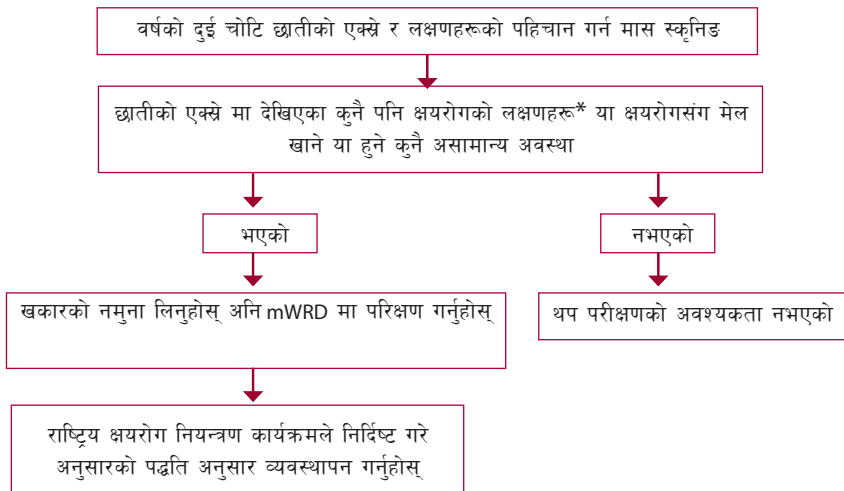 वर्षको दुई चोटि छातीको एक्स्रे र लक्षणहरूको पहिचान गर्न मास स्कृनिङ
छातीको एक्स्रे मा देखिएका कुनै पनि क्षयरोगको लक्षणहरू* या क्षयरोगसंग मेल
खाने या हुने कुनै असामान्य अवस्था
भएको
नभएको
खकारको नमुना लिनुहोस् अनि mWRD मा परिक्षण गर्नुहोस्
थप परीक्षणको अवश्यकता नभएको
राष्ट्रिय क्षयरोग नियन्त्रण कार्यक्रमले निर्दिष्ट गरे
अनुसारको पद्धति अनुसार व्यवस्थापन गर्नुहोस्